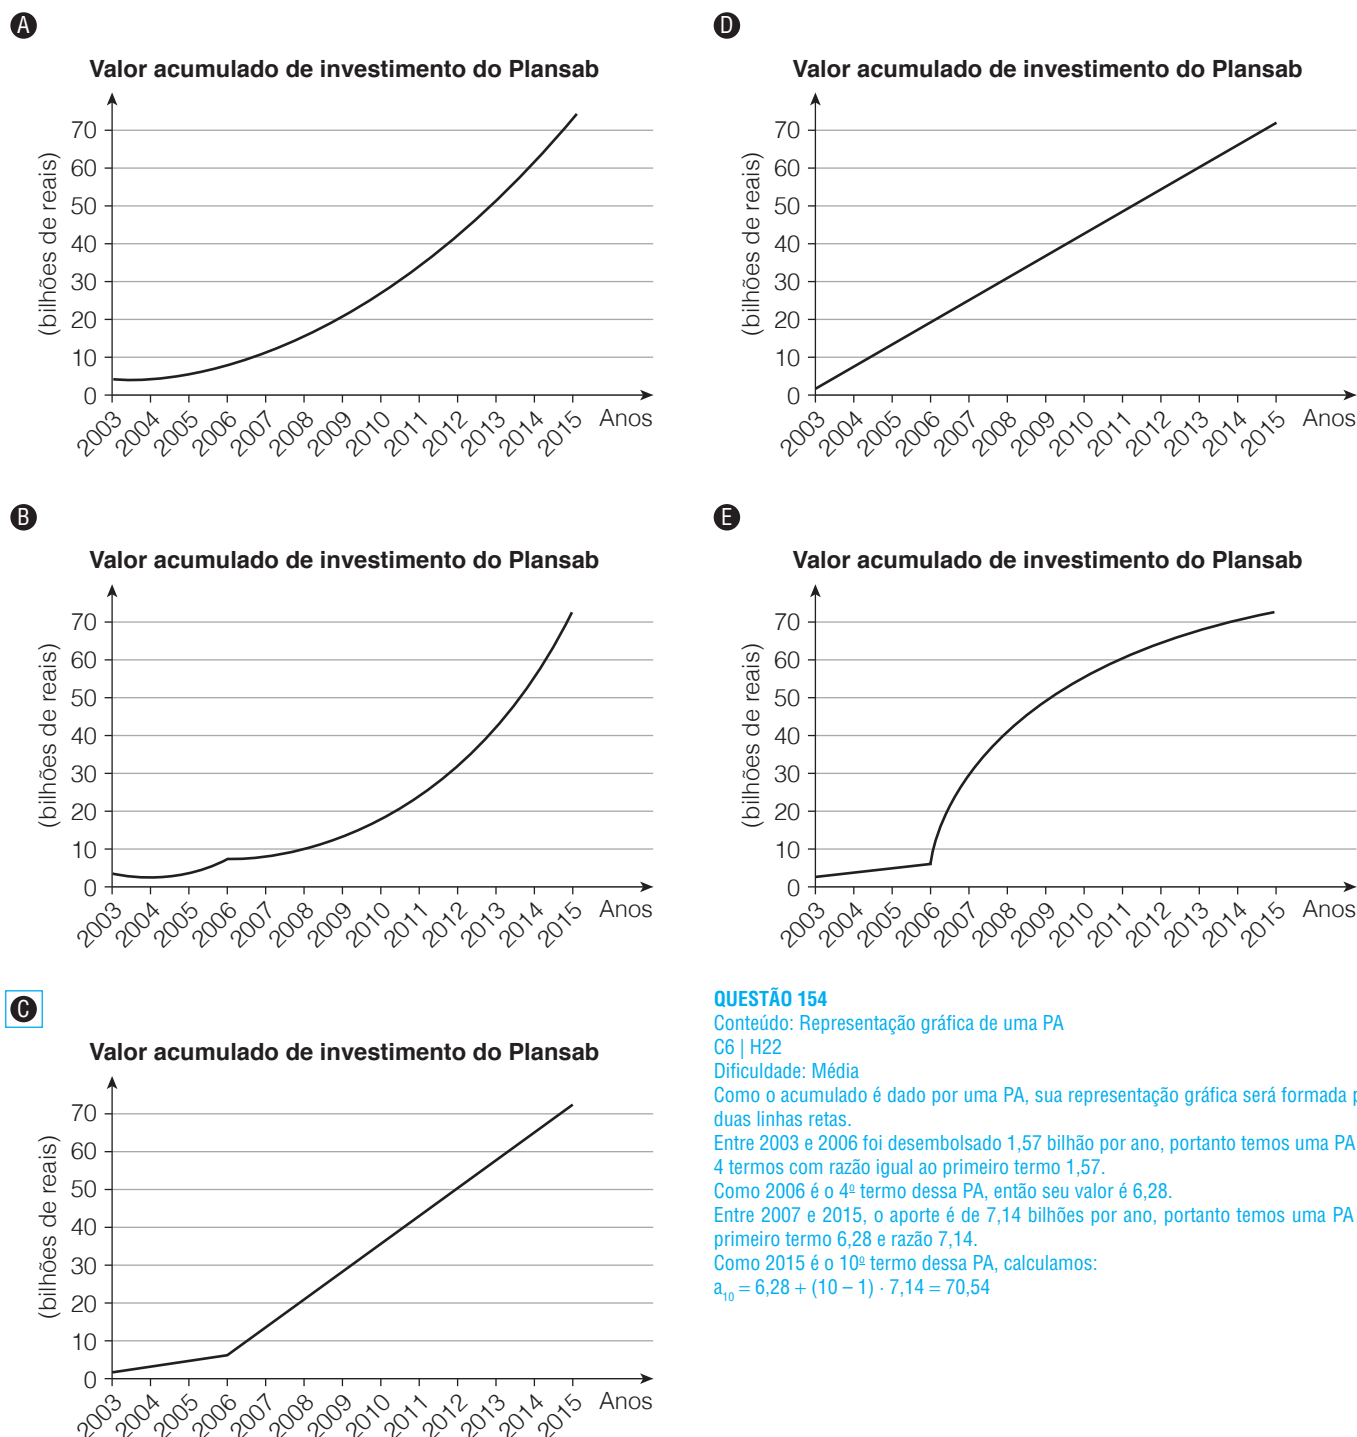 A
Valor acumulado de investimento do Plansab
(bilhões de reais)
70
60
50
40
30
20
10
0
2003 2004 2005 2006 2007 2008 2009 2010 2011 2012 2013 2014 2015 Anos
B
Valor acumulado de investimento do Plansab
(bilhões de reais)
70
60
50
40
30
20
10
0
2003 2004 2005 2006 2007 2008 2009 2010 2011 2012 2013 2014 2015 Anos
C
Valor acumulado de investimento do Plansab
(bilhões de reais)
70
60
50
40
30
20
10
0
2003 2004 2005 2006 2007 2008 2009 2010 2011 2012 2013 2014 2015 Anos
D
Valor acumulado de investimento do Plansab
(bilhões de reais)
70
60
50
40
30
20
10
0
2003 2004 2005 2006 2007 2008 2009 2010 2011 2012 2013 2014 2015 Anos
E
Valor acumulado de investimento do Plansab
(bilhões de reais)
70
60
50
40
30
20
10
0
2003 2004 2005 2006 2007 2008 2009 2010 2011 2012 2013 2014 2015 Anos
QUESTÃO 154
Conteúdo: Representação gráfica de uma PA
C6 | H22
Dificuldade: Média
Como o acumulado é dado por uma PA, sua representação gráfica será formada
duas linhas retas.
Entre 2003 e 2006 foi desembolsado 1,57 bilhão por ano, portanto temos uma PA
4 termos com razão igual ao primeiro termo 1,57.
Como 2006 é o 4º termo dessa PA, então seu valor é 6,28.
Entre 2007 e 2015, o aporte é de 7,14 bilhões por ano, portanto temos uma PA
primeiro termo 6,28 e razão 7,14.
Como 2015 é o 10º termo dessa PA, calculamos:
a₁₀ = 6,28 + (10 – 1) · 7,14 = 70,54